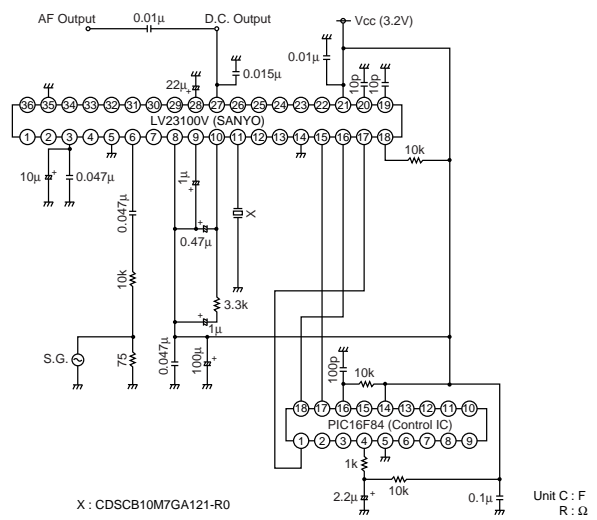 AF Output
0.01µ
D.C. Output
Vcc (3.2V)
0.01µ
0.015µ
22µ
+
10p
10p
36 35 34 33 32 31 30 29 28 27 26 25 24 23 22 21 20 19
LV23100V (SANYO)
1 2 3 4 5 6 7 8 9 10 11 12 13 14 15 16 17 18
10k
10µ
+
0.047µ
0.047µ
1µ
+
+
0.47µ
X
10k
3.3k
+
1µ
S.G.
75
0.047µ
100µ
+
100p
10k
18 17 16 15 14 13 12 11 10
PIC16F84 (Control IC)
1 2 3 4 5 6 7 8 9
1k
10k
2.2µ
+
0.1µ
X : CDSCB10M7GA121-R0
Unit C : F
R : Ω